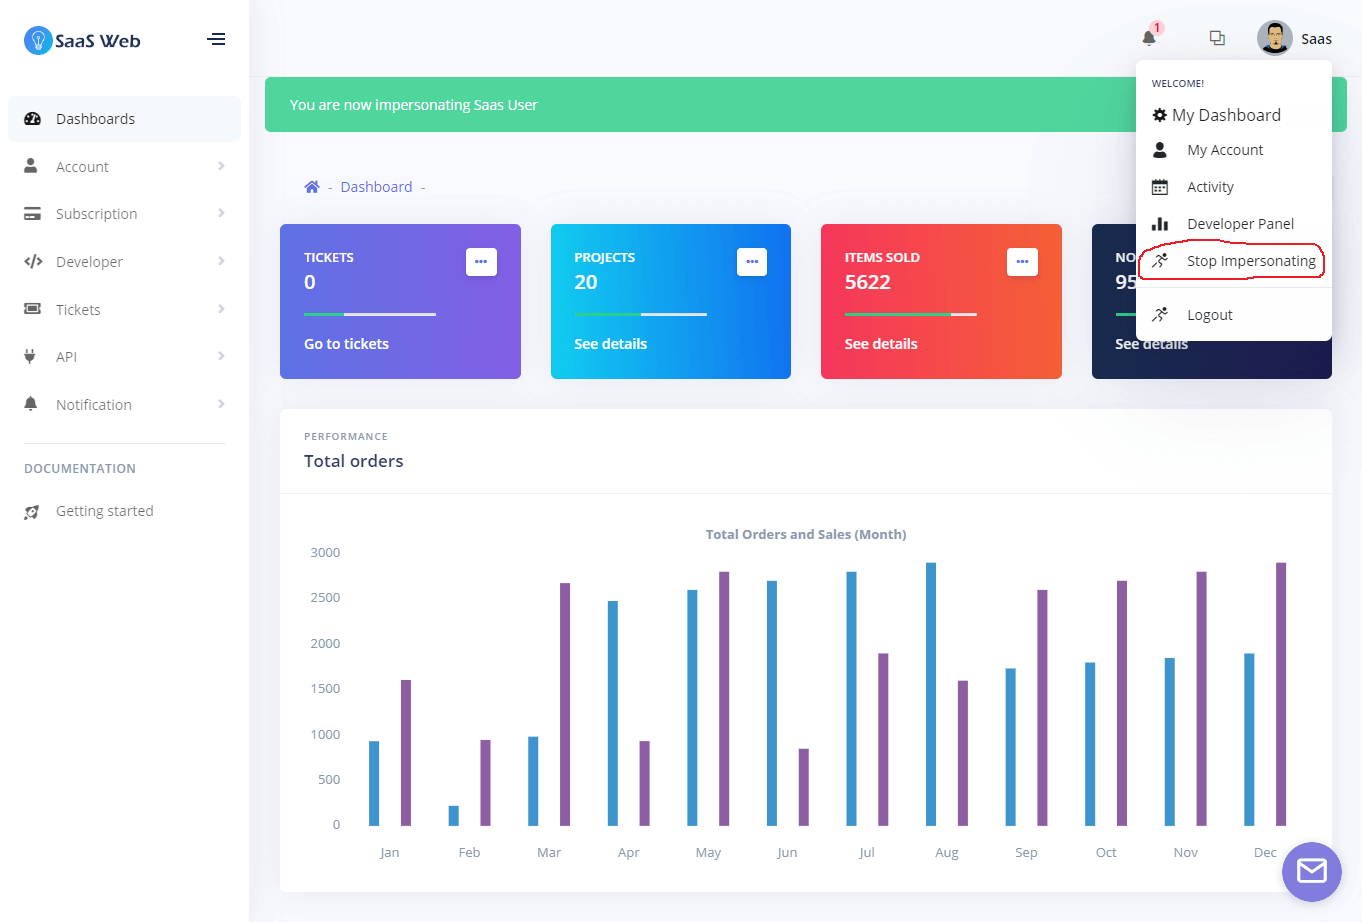 SaaS Web
1
Saas
Dashboards
Account
Subscription
Developer
Tickets
API
Notification
DOCUMENTATION
Getting started
You are now impersonating Saas User
WELCOME!
My Dashboard
My Account
Activity
Developer Panel
Stop Impersonating
Logout
- Dashboard -
TICKETS
0
Go to tickets
PROJECTS
20
See details
ITEMS SOLD
5622
See details
NO
95
See details
PERFORMANCE
Total orders
Total Orders and Sales (Month)
3000
2500
2000
1500
1000
500
0
Jan Feb Mar Apr May Jun Jul Aug Sep Oct Nov Dec